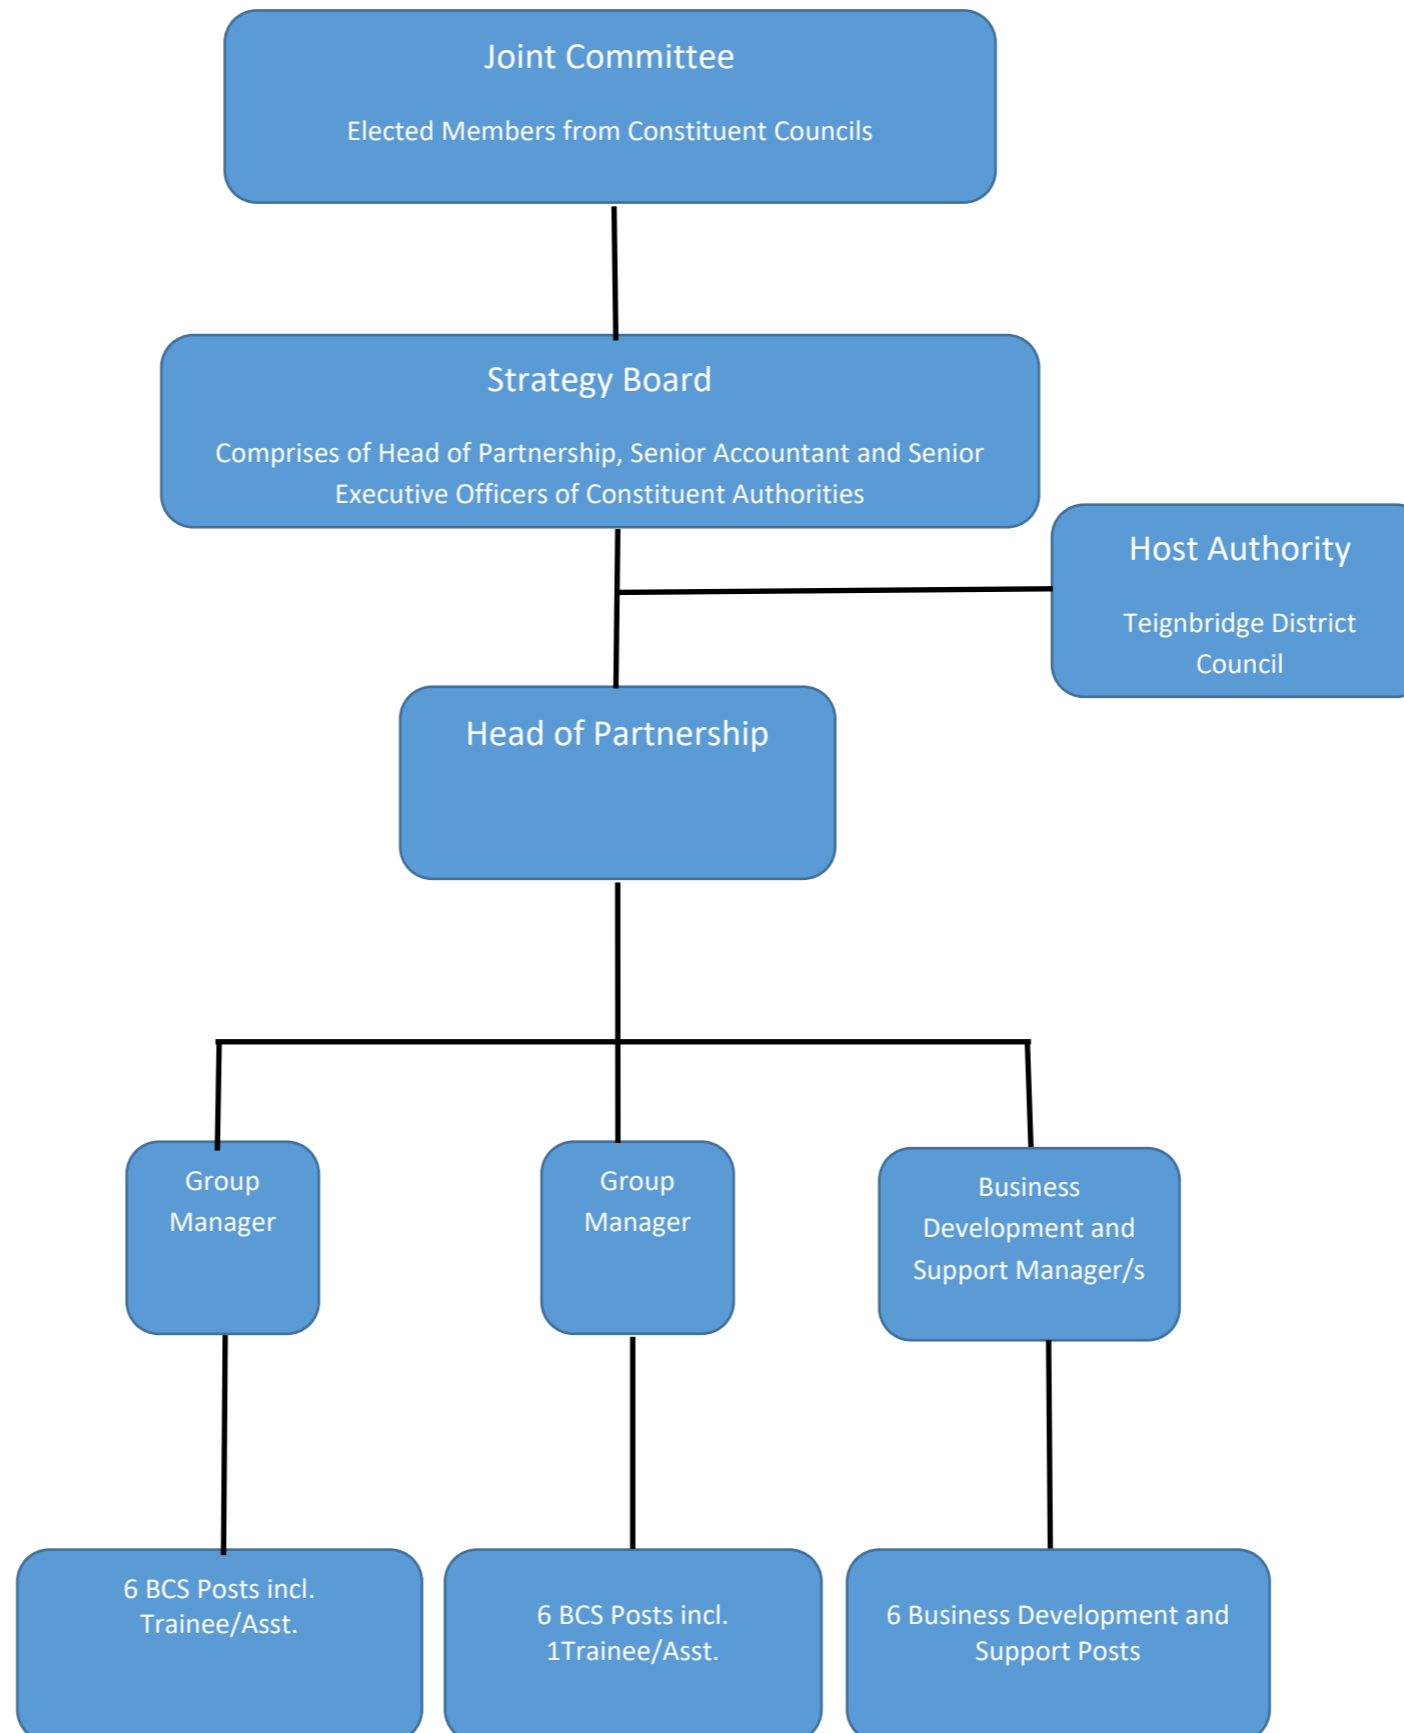 Joint Committee
Elected Members from Constituent Councils
Strategy Board
Comprises of Head of Partnership, Senior Accountant and Senior
Executive Officers of Constituent Authorities
Host Authority
Teignbridge District
Council
Head of Partnership
Group
Manager
Group
Manager
Business
Development and
Support Manager/s
6 BCS Posts incl.
Trainee/Asst.
6 BCS Posts incl.
1Trainee/Asst.
6 Business Development and
Support Posts